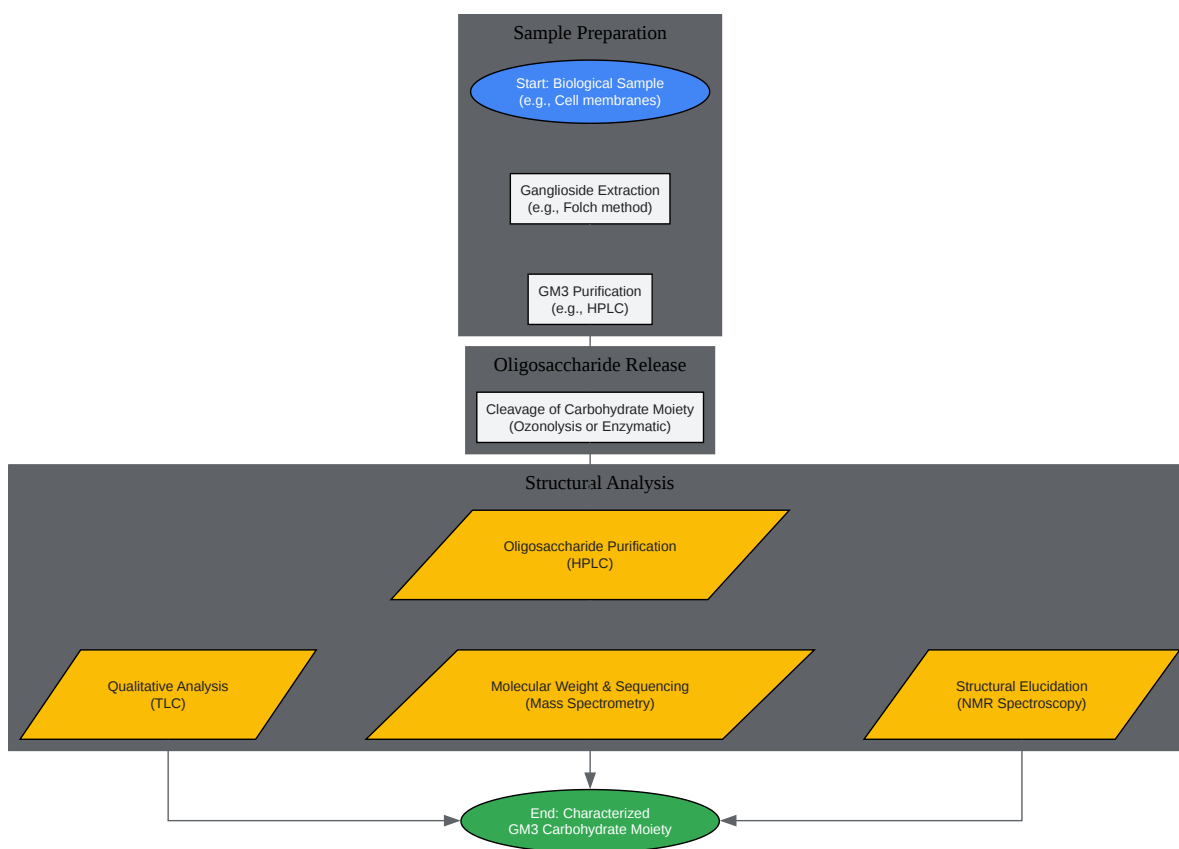 Sample Preparation
Start: Biological Sample
(e.g., Cell membranes)
Ganglioside Extraction
(e.g., Folch method)
GM3 Purification
(e.g., HPLC)
Oligosaccharide Release
Cleavage of Carbohydrate Moiety
(Ozonolysis or Enzymatic)
Structural Analysis
Oligosaccharide Purification
(HPLC)
Qualitative Analysis
(TLC)
Molecular Weight & Sequencing
(Mass Spectrometry)
Structural Elucidation
(NMR Spectroscopy)
End: Characterized
GM3 Carbohydrate Moiety